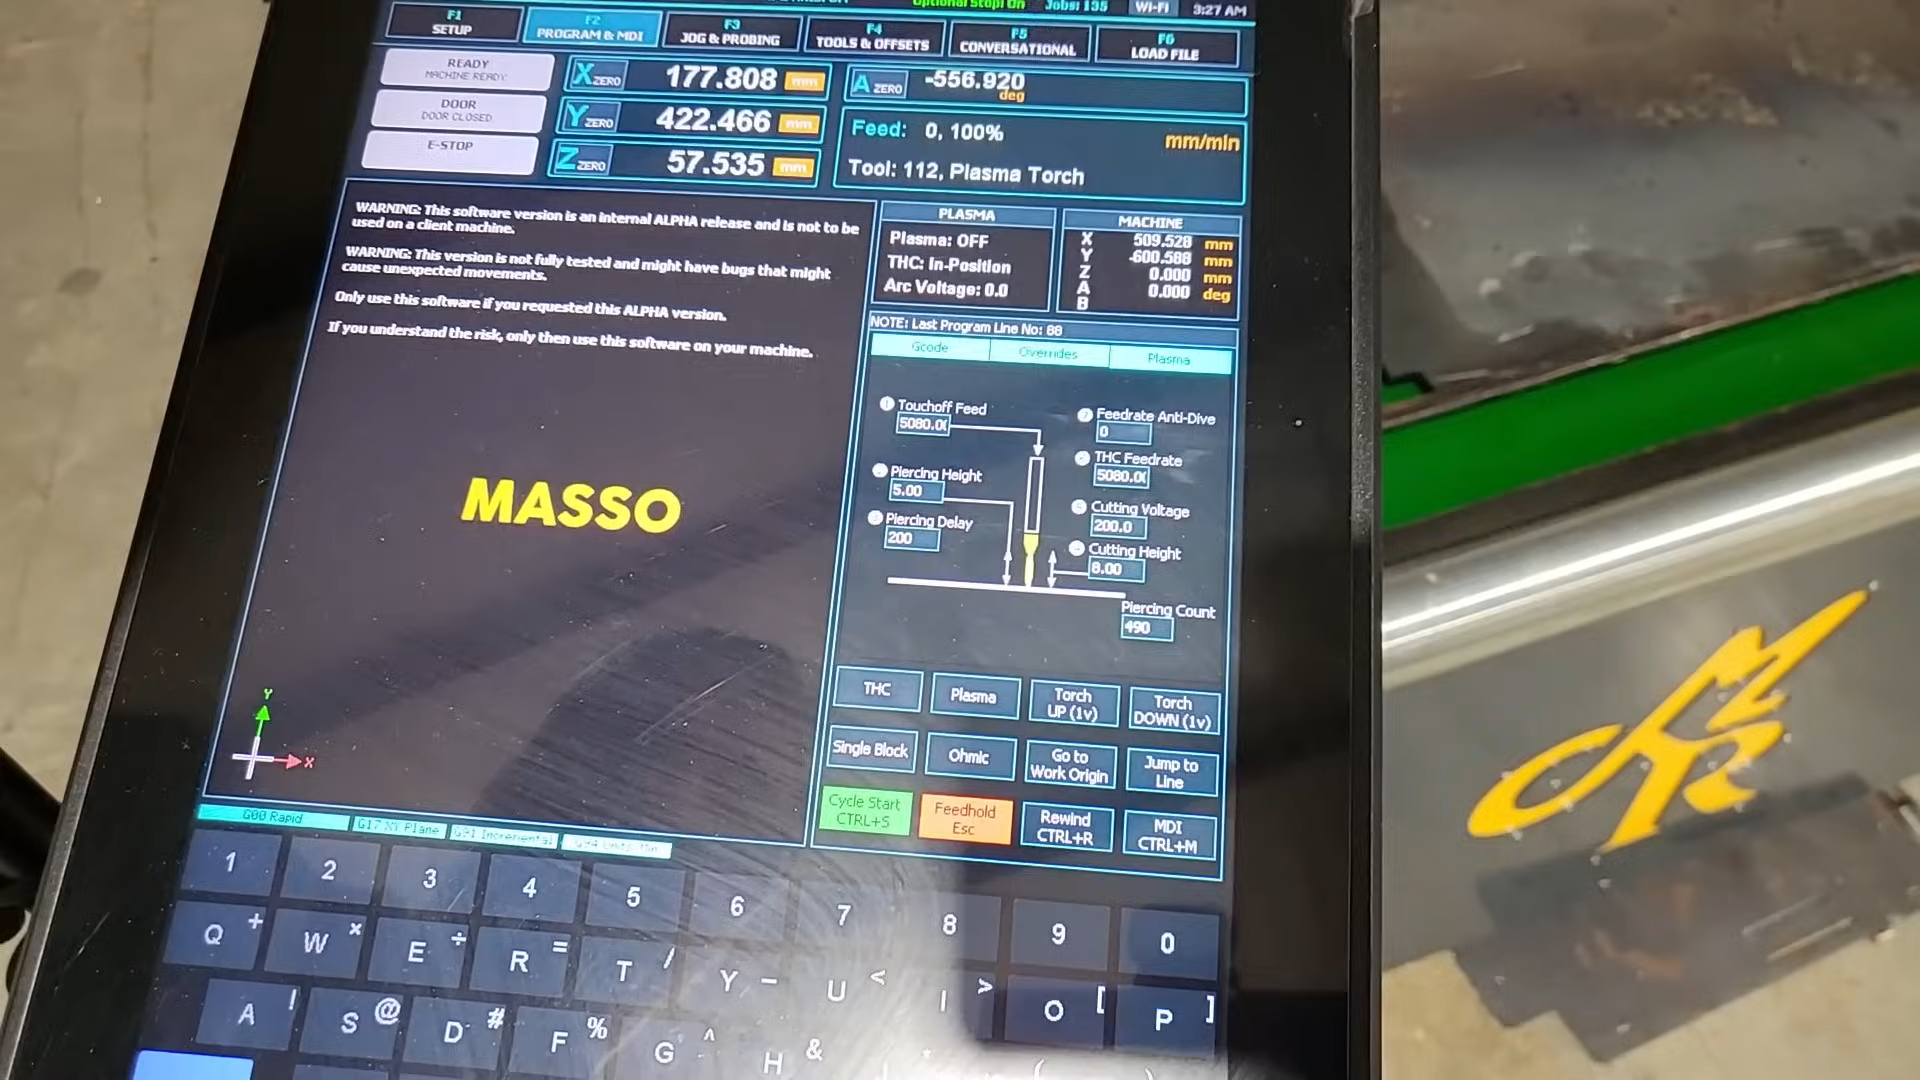 Optional Stop! On
Jobs: 135
Wi-Fi
3:27 AM
F1
SETUP
F2
PROGRAM & MDI
F3
JOG & PROBING
F4
TOOLS & OFFSETS
F5
CONVERSATIONAL
F6
LOAD FILE
READY
MACHINE READY
DOOR
DOOR CLOSED
E-STOP
X ZERO 177.808 mm
Y ZERO 422.466 mm
Z ZERO 57.535 mm
A ZERO -556.920
deg
Feed: 0, 100%
mm/min
Tool: 112, Plasma Torch
WARNING: This software version is an internal ALPHA release and is not to be
used on a client machine.
WARNING: This version is not fully tested and might have bugs that might
cause unexpected movements.
Only use this software if you requested this ALPHA version.
If you understand the risk, only then use this software on your machine.
MASSO
Y
X
PLASMA
Plasma: OFF
THC: In-Position
Arc Voltage: 0.0
MACHINE
X 509.528 mm
Y -600.588 mm
Z 0.000 mm
A 0.000 deg
B
NOTE: Last Program Line No: 88
Gcode
Overrides
Plasma
Touchoff Feed
5080.00
Piercing Height
5.00
Piercing Delay
200
Feedrate Anti-Dive
0
THC Feedrate
5080.00
Cutting Voltage
200.0
Cutting Height
8.00
Piercing Count
490
THC
Plasma
Torch
UP (1v)
Torch
DOWN (1v)
Single Block
Ohmic
Go to
Work Origin
Jump to
Line
Cycle Start
CTRL+S
Feedhold
Esc
Rewind
CTRL+R
MDI
CTRL+M
G00 Rapid
G17 XY Plane
G91 Incremental
G94 Units/Min
1 2 3 4 5 6 7 8 9 0
Q + W × E ÷ R = T / Y − U < I > O [ P ]
A ! S @ D # F % G ^ H & * ( )